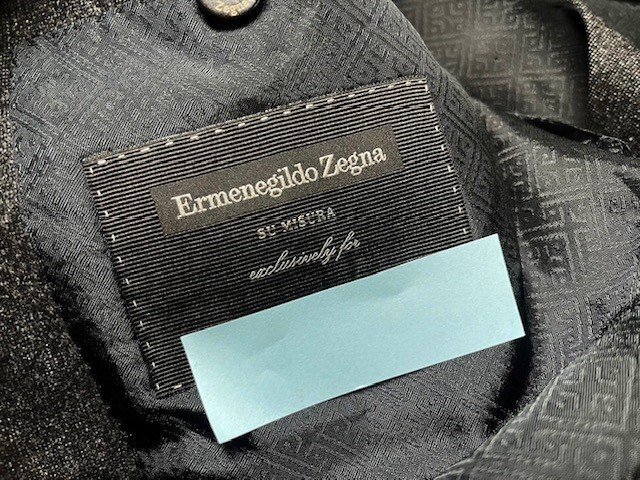 Ermenegildo Zegna
SU MISURA
exclusively for